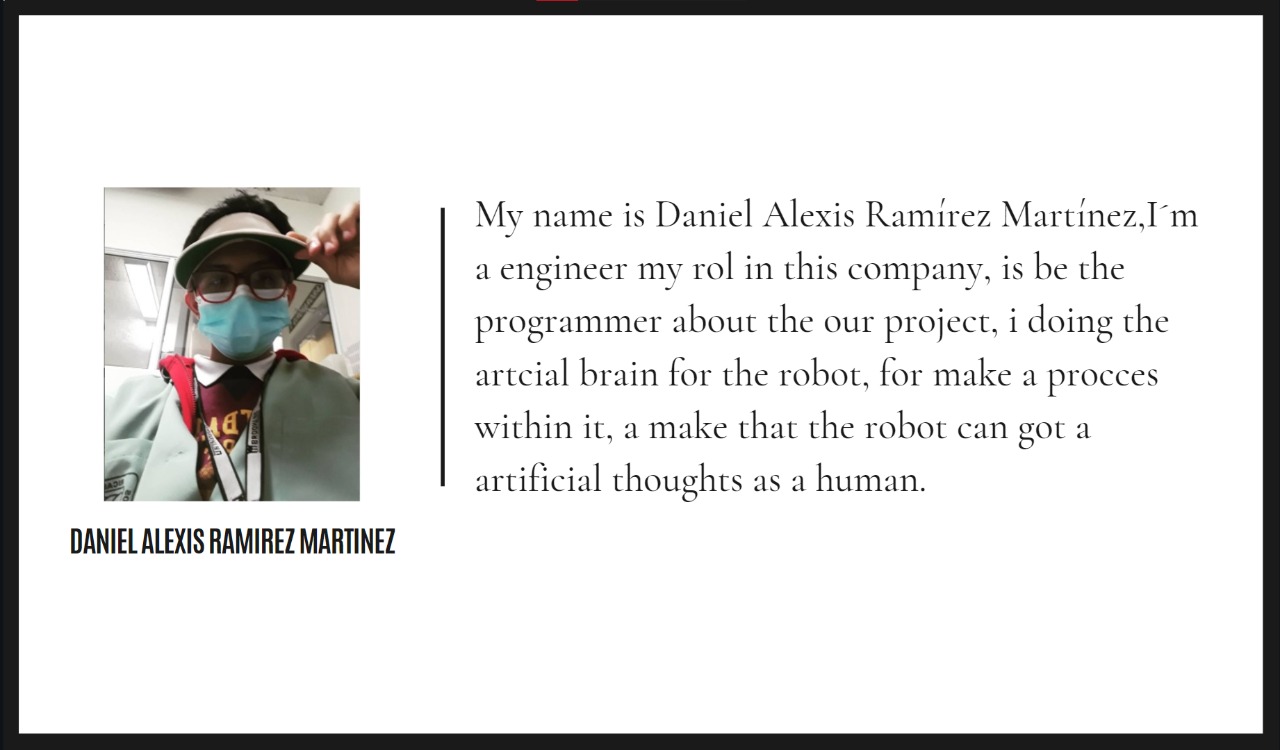 My name is Daniel Alexis Ramírez Martínez,I´m
a engineer my rol in this company, is be the
programmer about the our project, i doing the
artcial brain for the robot, for make a procces
within it, a make that the robot can got a
artificial thoughts as a human.
DANIEL ALEXIS RAMIREZ MARTINEZ